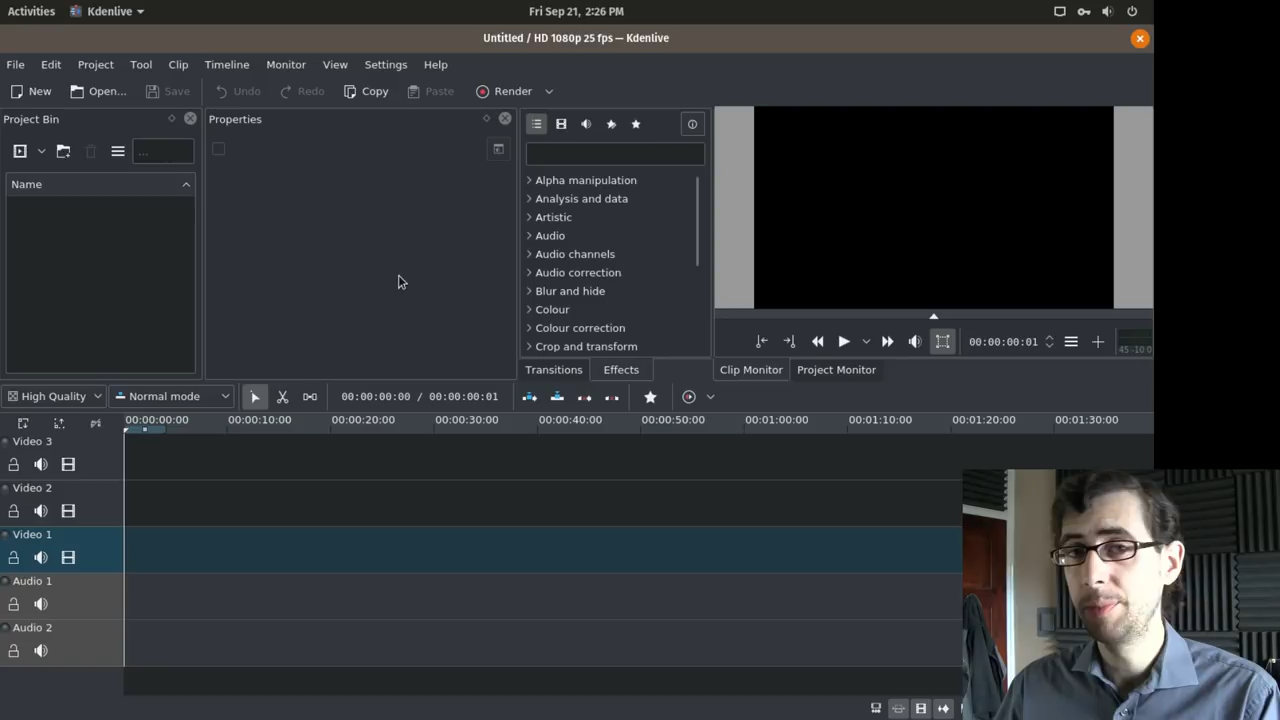 Activities Kdenlive Fri Sep 21, 2:26 PM
Untitled / HD 1080p 25 fps — Kdenlive
File Edit Project Tool Clip Timeline Monitor View Settings Help
New Open... Save Undo Redo Copy Paste Render
Project Bin
Properties
...
Name
Alpha manipulation
Analysis and data
Artistic
Audio
Audio channels
Audio correction
Blur and hide
Colour
Colour correction
Crop and transform
00:00:00:01
45 -10 0
Transitions Effects Clip Monitor Project Monitor
High Quality Normal mode 00:00:00:00 / 00:00:00:01
00:00:00:00 00:00:10:00 00:00:20:00 00:00:30:00 00:00:40:00 00:00:50:00 00:01:00:00 00:01:10:00 00:01:20:00 00:01:30:00
Video 3
Video 2
Video 1
Audio 1
Audio 2